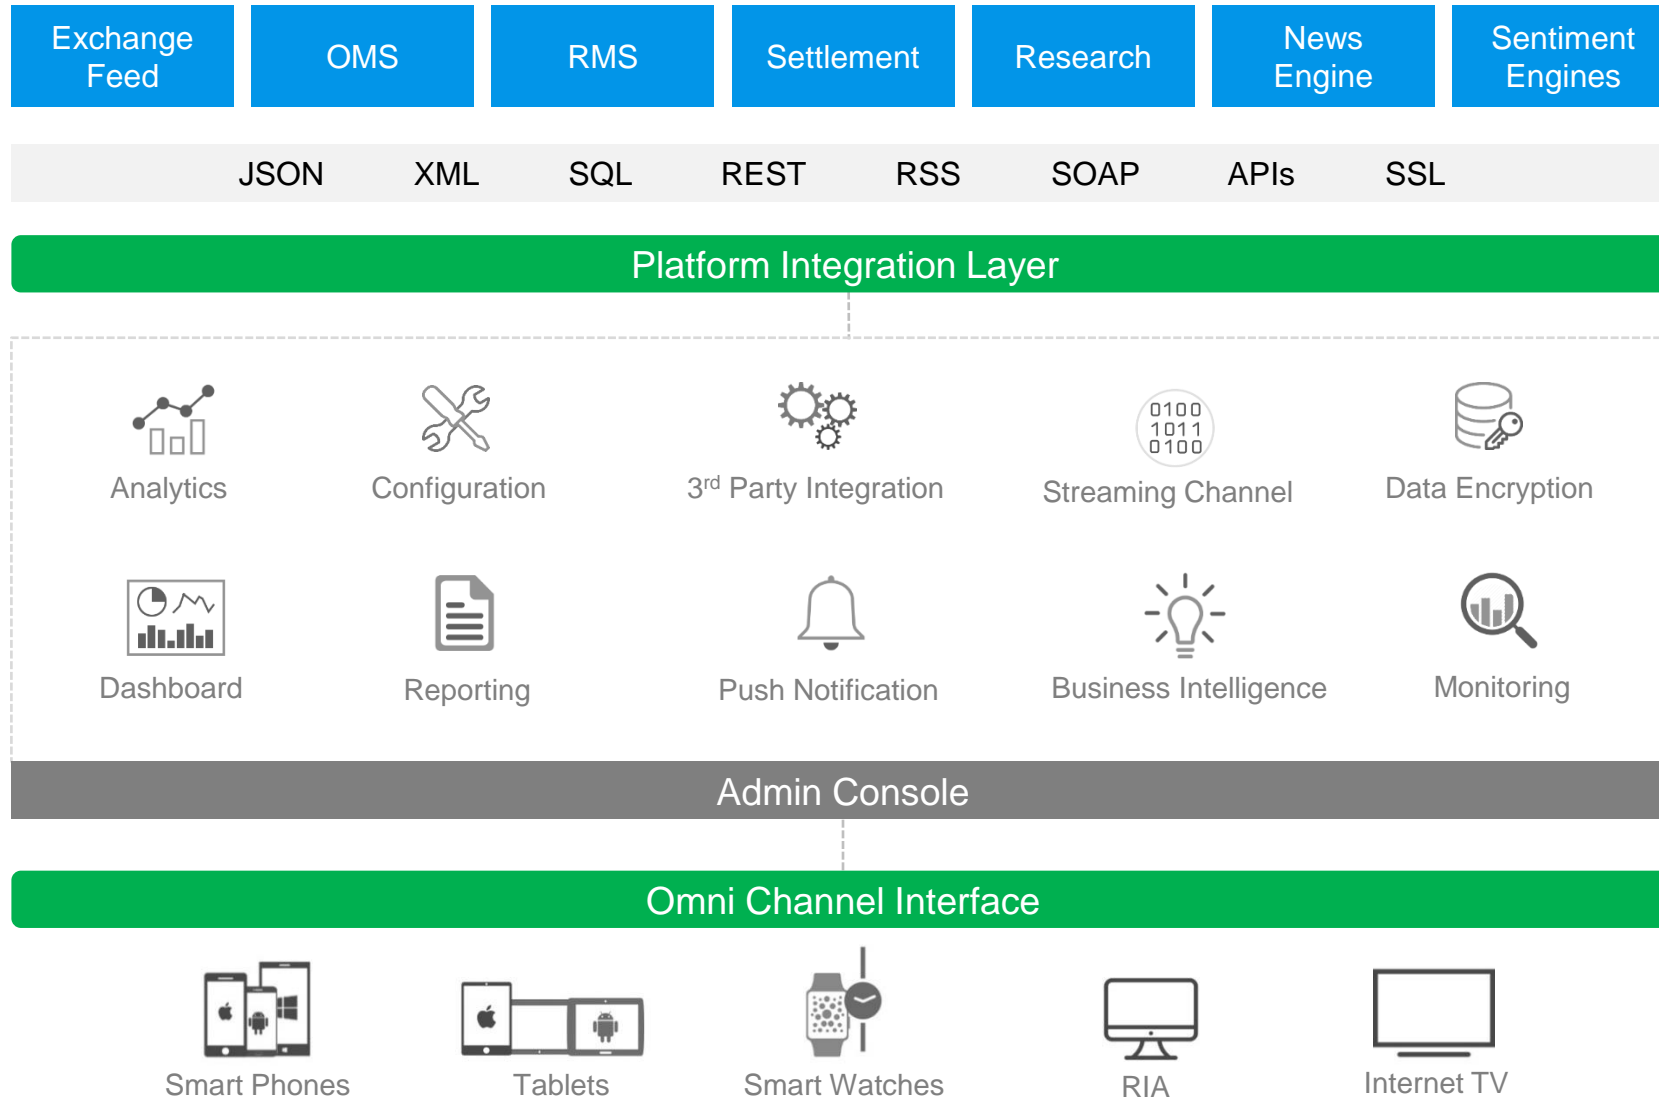 Exchange
Feed
OMS
RMS
Settlement
Research
News
Engine
Sentiment
Engines
JSON XML SQL REST RSS SOAP APIs SSL
Platform Integration Layer
0100
1011
0100
Analytics Configuration 3rd Party Integration Streaming Channel Data Encryption
Dashboard Reporting Push Notification Business Intelligence Monitoring
Admin Console
Omni Channel Interface
Smart Phones Tablets Smart Watches RIA Internet TV